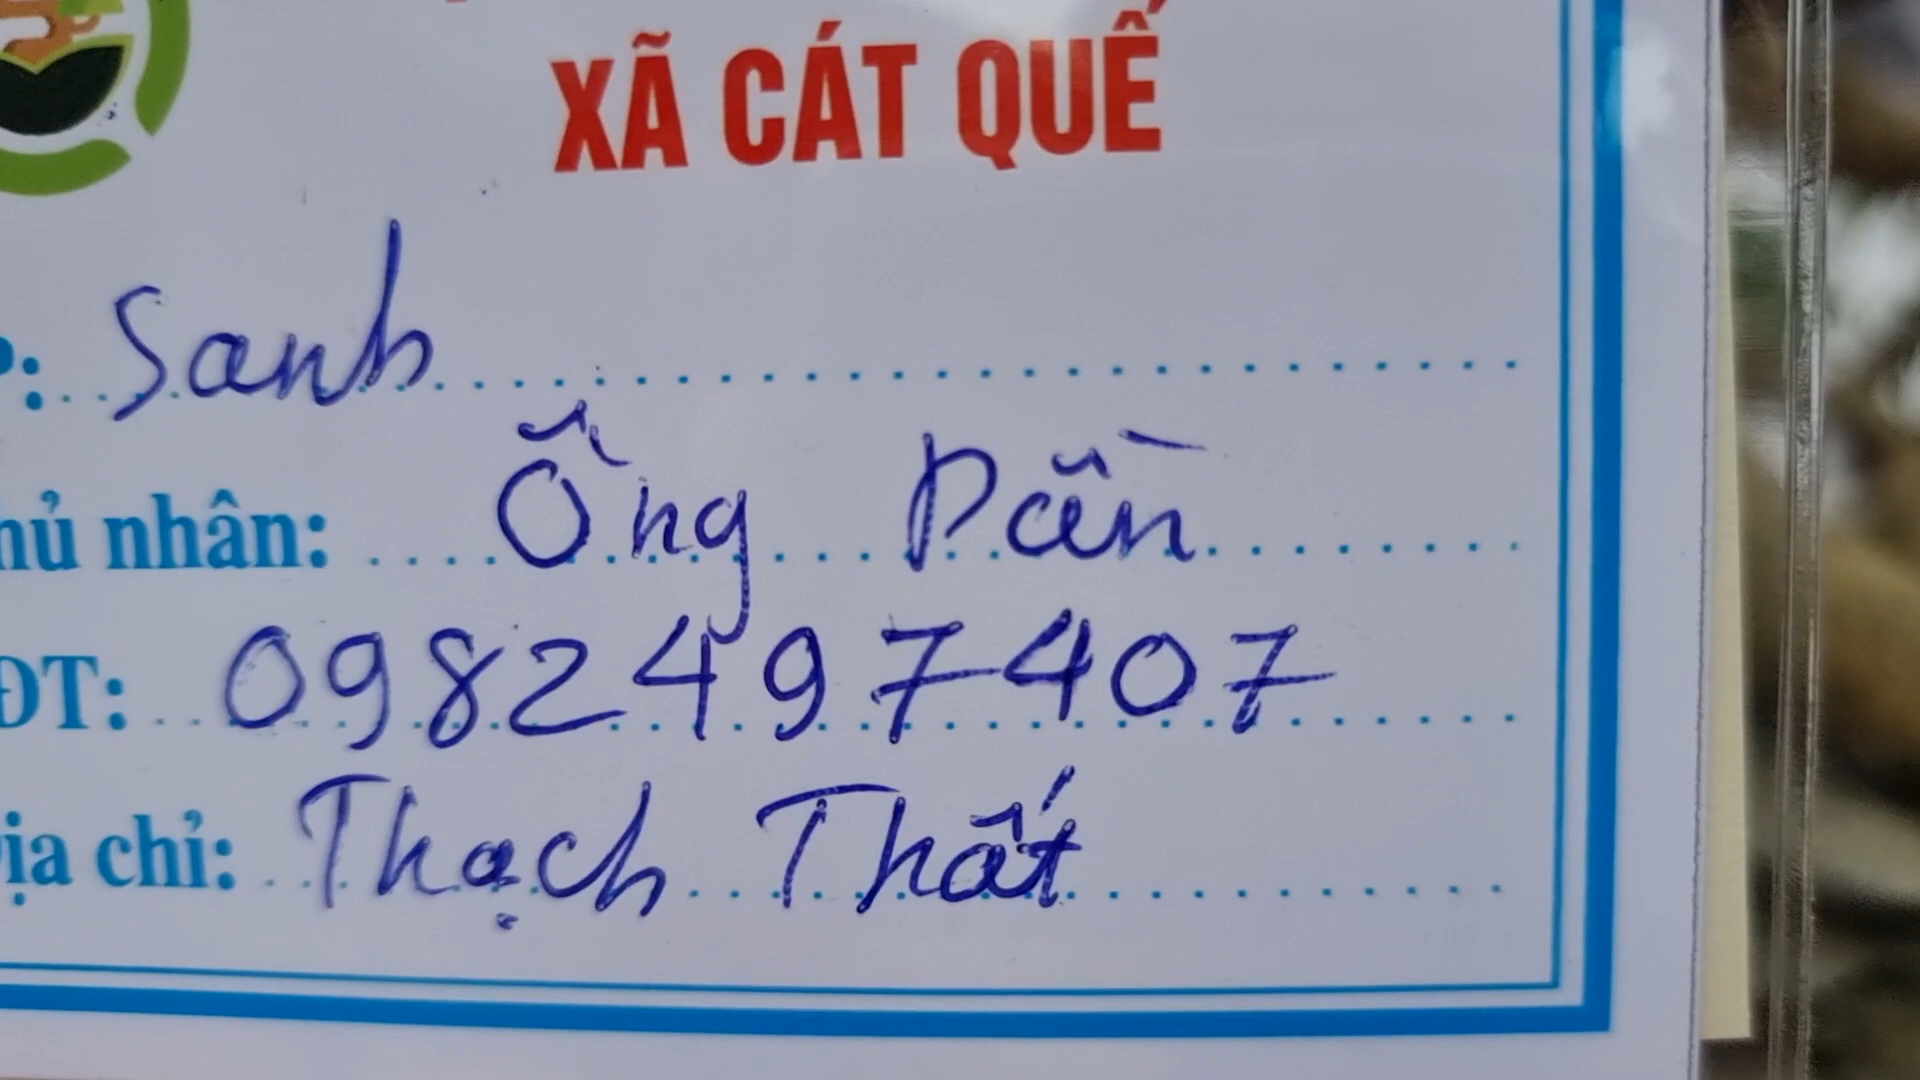 XÃ CÁT QUẾ
: Sanh
hủ nhân: Ông Dần
ĐT: 0982497407
ịa chỉ: Thạch Thất